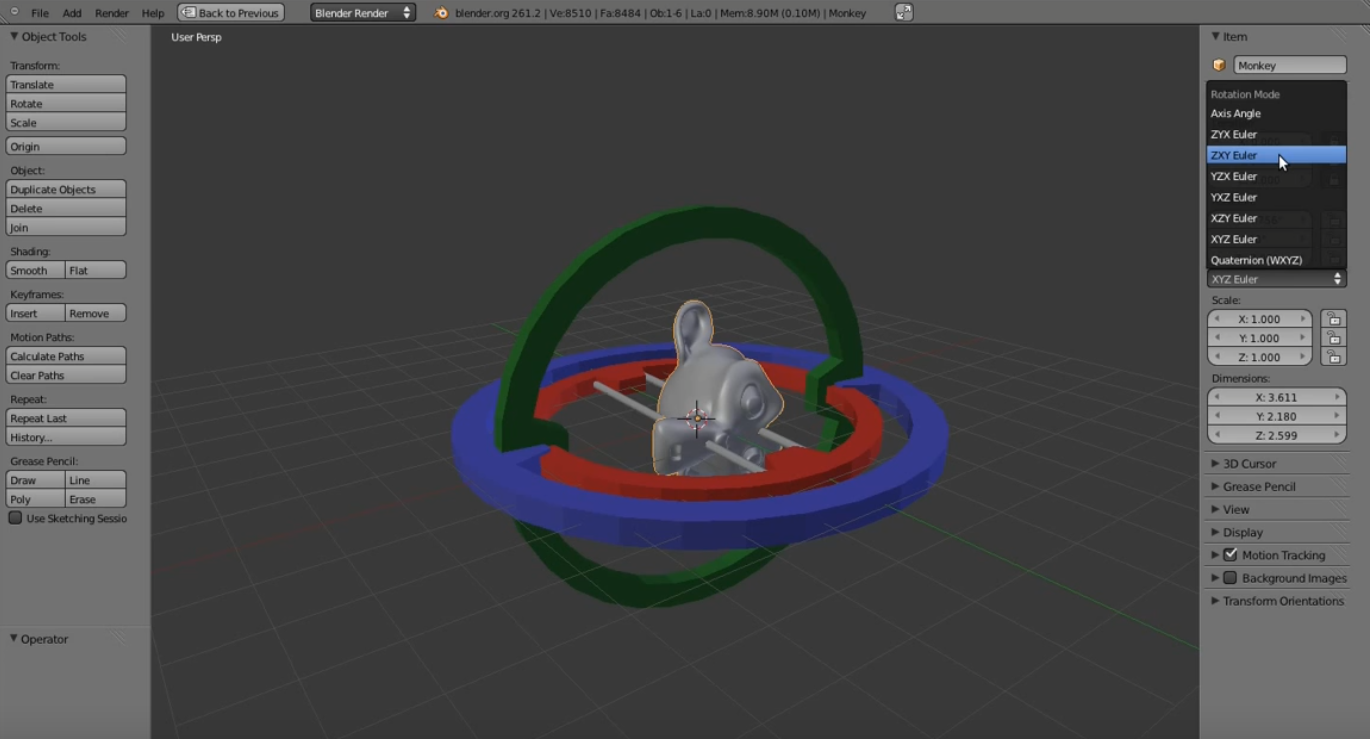 File Add Render Help Back to Previous Blender Render blender.org 261.2 | Ve:8510 | Fa:8484 | Ob:1-6 | La:0 | Mem:8.90M (0.10M) | Monkey
Object Tools
Transform:
Translate
Rotate
Scale
Origin
Object:
Duplicate Objects
Delete
Join
Shading:
Smooth Flat
Keyframes:
Insert Remove
Motion Paths:
Calculate Paths
Clear Paths
Repeat:
Repeat Last
History...
Grease Pencil:
Draw Line
Poly Erase
Use Sketching Sessio
Operator
User Persp
Item
Monkey
Rotation Mode
Axis Angle
ZYX Euler
ZXY Euler
YZX Euler
YXZ Euler
XZY Euler
XYZ Euler
Quaternion (WXYZ)
XYZ Euler
Scale:
X: 1.000
Y: 1.000
Z: 1.000
Dimensions:
X: 3.611
Y: 2.180
Z: 2.599
3D Cursor
Grease Pencil
View
Display
Motion Tracking
Background Images
Transform Orientations